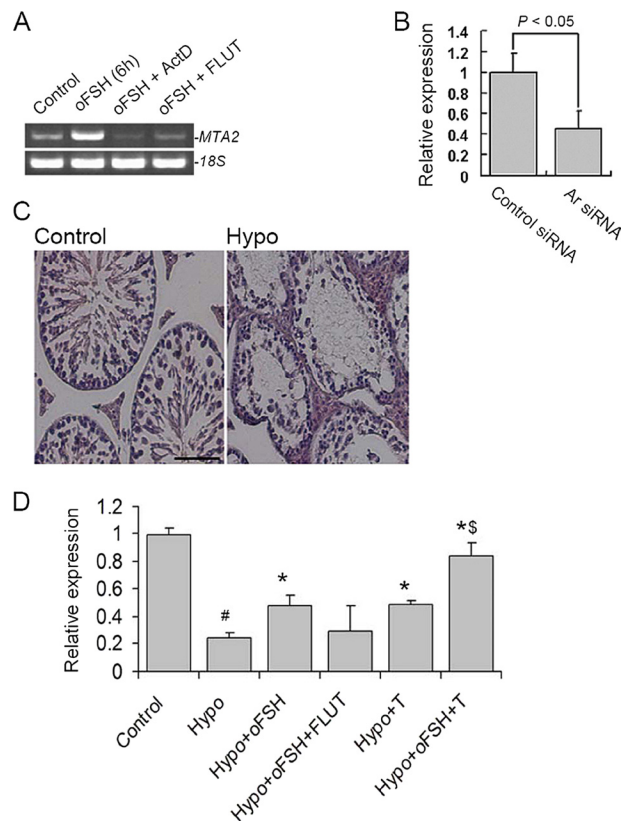 A
Control
oFSH (6h)
oFSH + ActD
oFSH + FLUT
-MTA2
-18S
B
P < 0.05
Relative expression
1.4
1.2
1
0.8
0.6
0.4
0.2
0
Control siRNA
Ar siRNA
C
Control
Hypo
D
Relative expression
1.2
1
0.8
0.6
0.4
0.2
0
#
*
*
*$
Control
Hypo
Hypo+oFSH
Hypo+oFSH+FLUT
Hypo+T
Hypo+oFSH+T